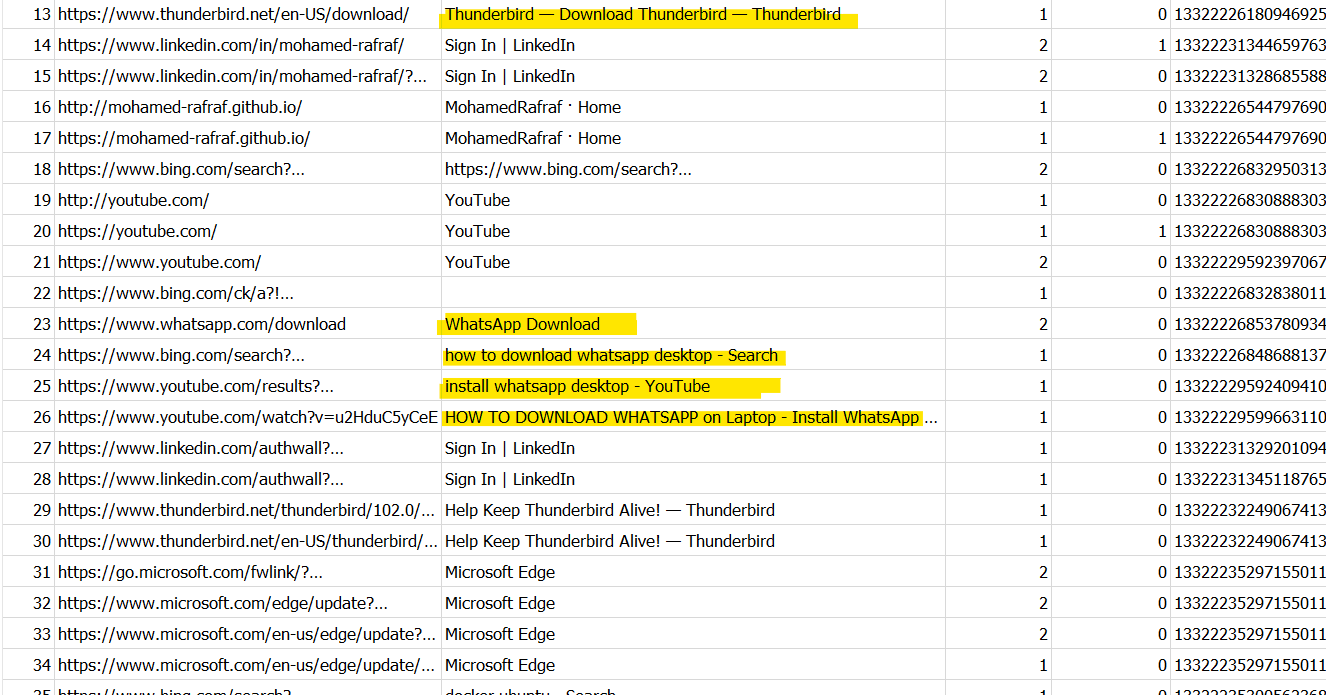 13 https://www.thunderbird.net/en-US/download/ Thunderbird — Download Thunderbird — Thunderbird 1 0 13322226180946925
14 https://www.linkedin.com/in/mohamed-rafraf/ Sign In | LinkedIn 2 1 13322231344659763
15 https://www.linkedin.com/in/mohamed-rafraf/?... Sign In | LinkedIn 2 0 13322231328685588
16 http://mohamed-rafraf.github.io/ MohamedRafraf · Home 1 0 13322226544797690
17 https://mohamed-rafraf.github.io/ MohamedRafraf · Home 1 1 13322226544797690
18 https://www.bing.com/search?... https://www.bing.com/search?... 2 0 13322226832950313
19 http://youtube.com/ YouTube 1 0 13322226830888303
20 https://youtube.com/ YouTube 1 1 13322226830888303
21 https://www.youtube.com/ YouTube 2 0 13322229592397067
22 https://www.bing.com/ck/a?!... 1 0 13322226832838011
23 https://www.whatsapp.com/download WhatsApp Download 2 0 13322226853780934
24 https://www.bing.com/search?... how to download whatsapp desktop - Search 1 0 13322226848688137
25 https://www.youtube.com/results?... install whatsapp desktop - YouTube 1 0 13322229592409410
26 https://www.youtube.com/watch?v=u2HduC5yCeE HOW TO DOWNLOAD WHATSAPP on Laptop - Install WhatsApp ... 1 0 13322229599663110
27 https://www.linkedin.com/authwall?... Sign In | LinkedIn 1 0 13322231329201094
28 https://www.linkedin.com/authwall?... Sign In | LinkedIn 1 0 13322231345118765
29 https://www.thunderbird.net/thunderbird/102.0/... Help Keep Thunderbird Alive! — Thunderbird 1 0 13322232249067413
30 https://www.thunderbird.net/en-US/thunderbird/... Help Keep Thunderbird Alive! — Thunderbird 1 0 13322232249067413
31 https://go.microsoft.com/fwlink/?... Microsoft Edge 2 0 13322235297155011
32 https://www.microsoft.com/edge/update?... Microsoft Edge 2 0 13322235297155011
33 https://www.microsoft.com/en-us/edge/update?... Microsoft Edge 2 0 13322235297155011
34 https://www.microsoft.com/en-us/edge/update/... Microsoft Edge 1 0 13322235297155011
35 https://www.bing.com/search? docker ubuntu - Search 1 0